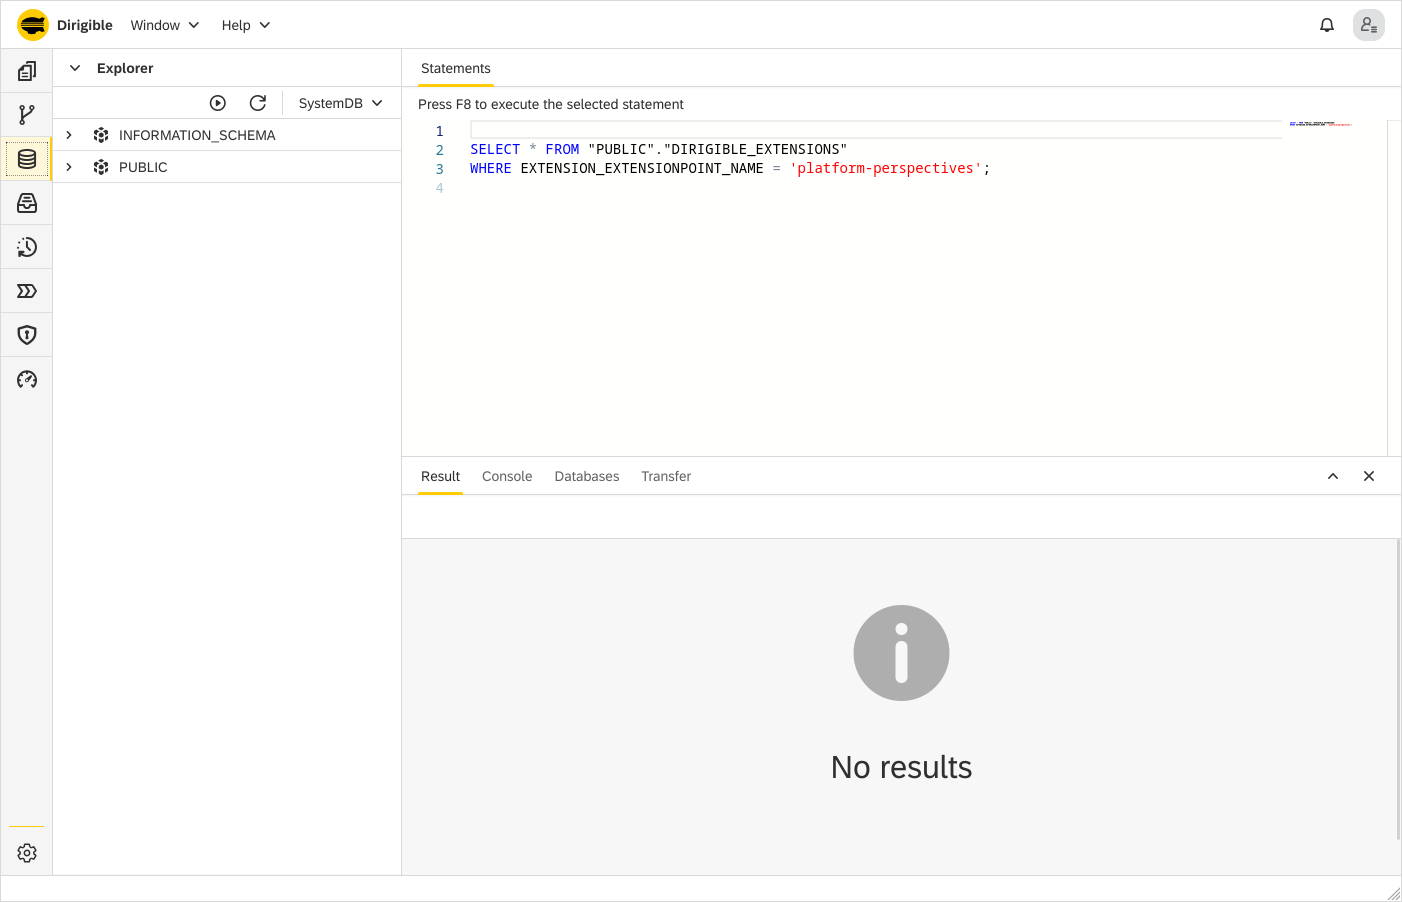 Dirigible Window Help
Explorer
SystemDB
INFORMATION_SCHEMA
PUBLIC
Statements
Press F8 to execute the selected statement
1
2 SELECT * FROM "PUBLIC"."DIRIGIBLE_EXTENSIONS"
3 WHERE EXTENSION_EXTENSIONPOINT_NAME = 'platform-perspectives';
4
Result Console Databases Transfer
No results